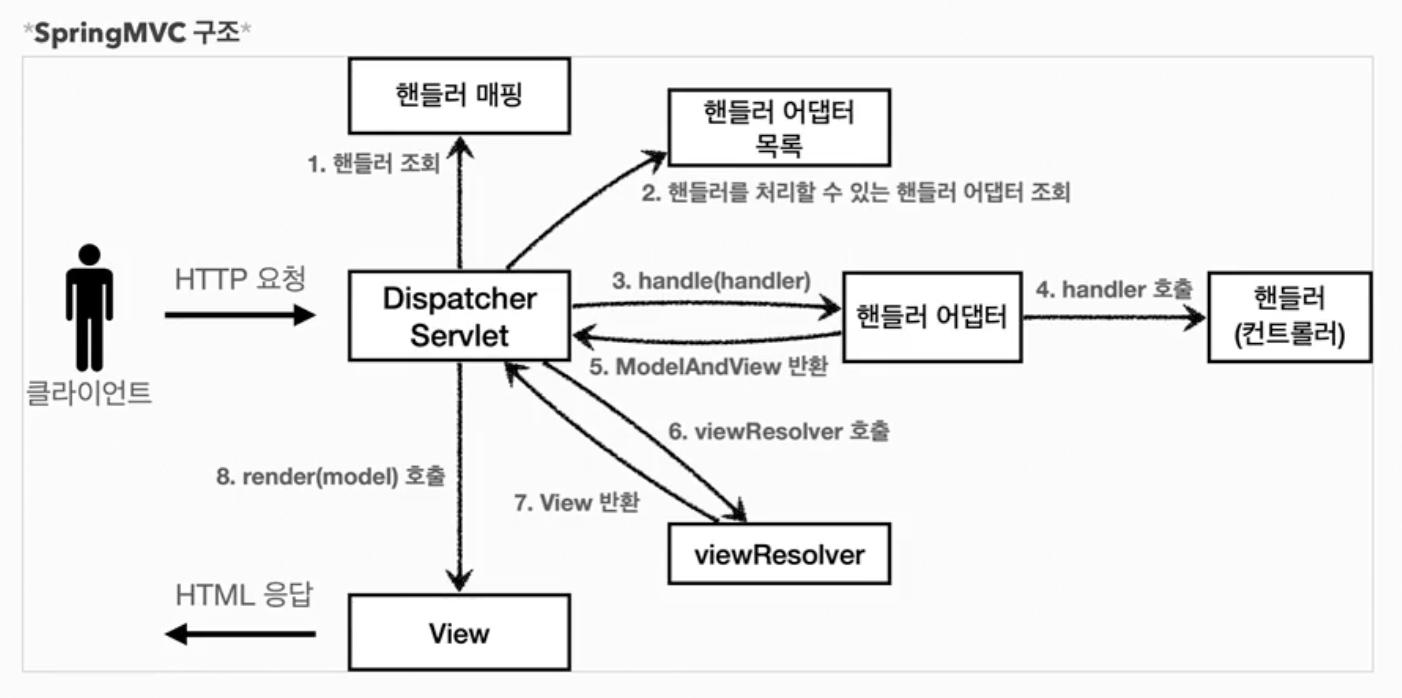 *SpringMVC 구조*
핸들러 매핑
핸들러 어댑터
목록
1. 핸들러 조회
2. 핸들러를 처리할 수 있는 핸들러 어댑터 조회
HTTP 요청
Dispatcher
Servlet
3. handle(handler)
핸들러 어댑터
4. handler 호출
핸들러
(컨트롤러)
5. ModelAndView 반환
클라이언트
6. viewResolver 호출
8. render(model) 호출
7. View 반환
viewResolver
HTML 응답
View